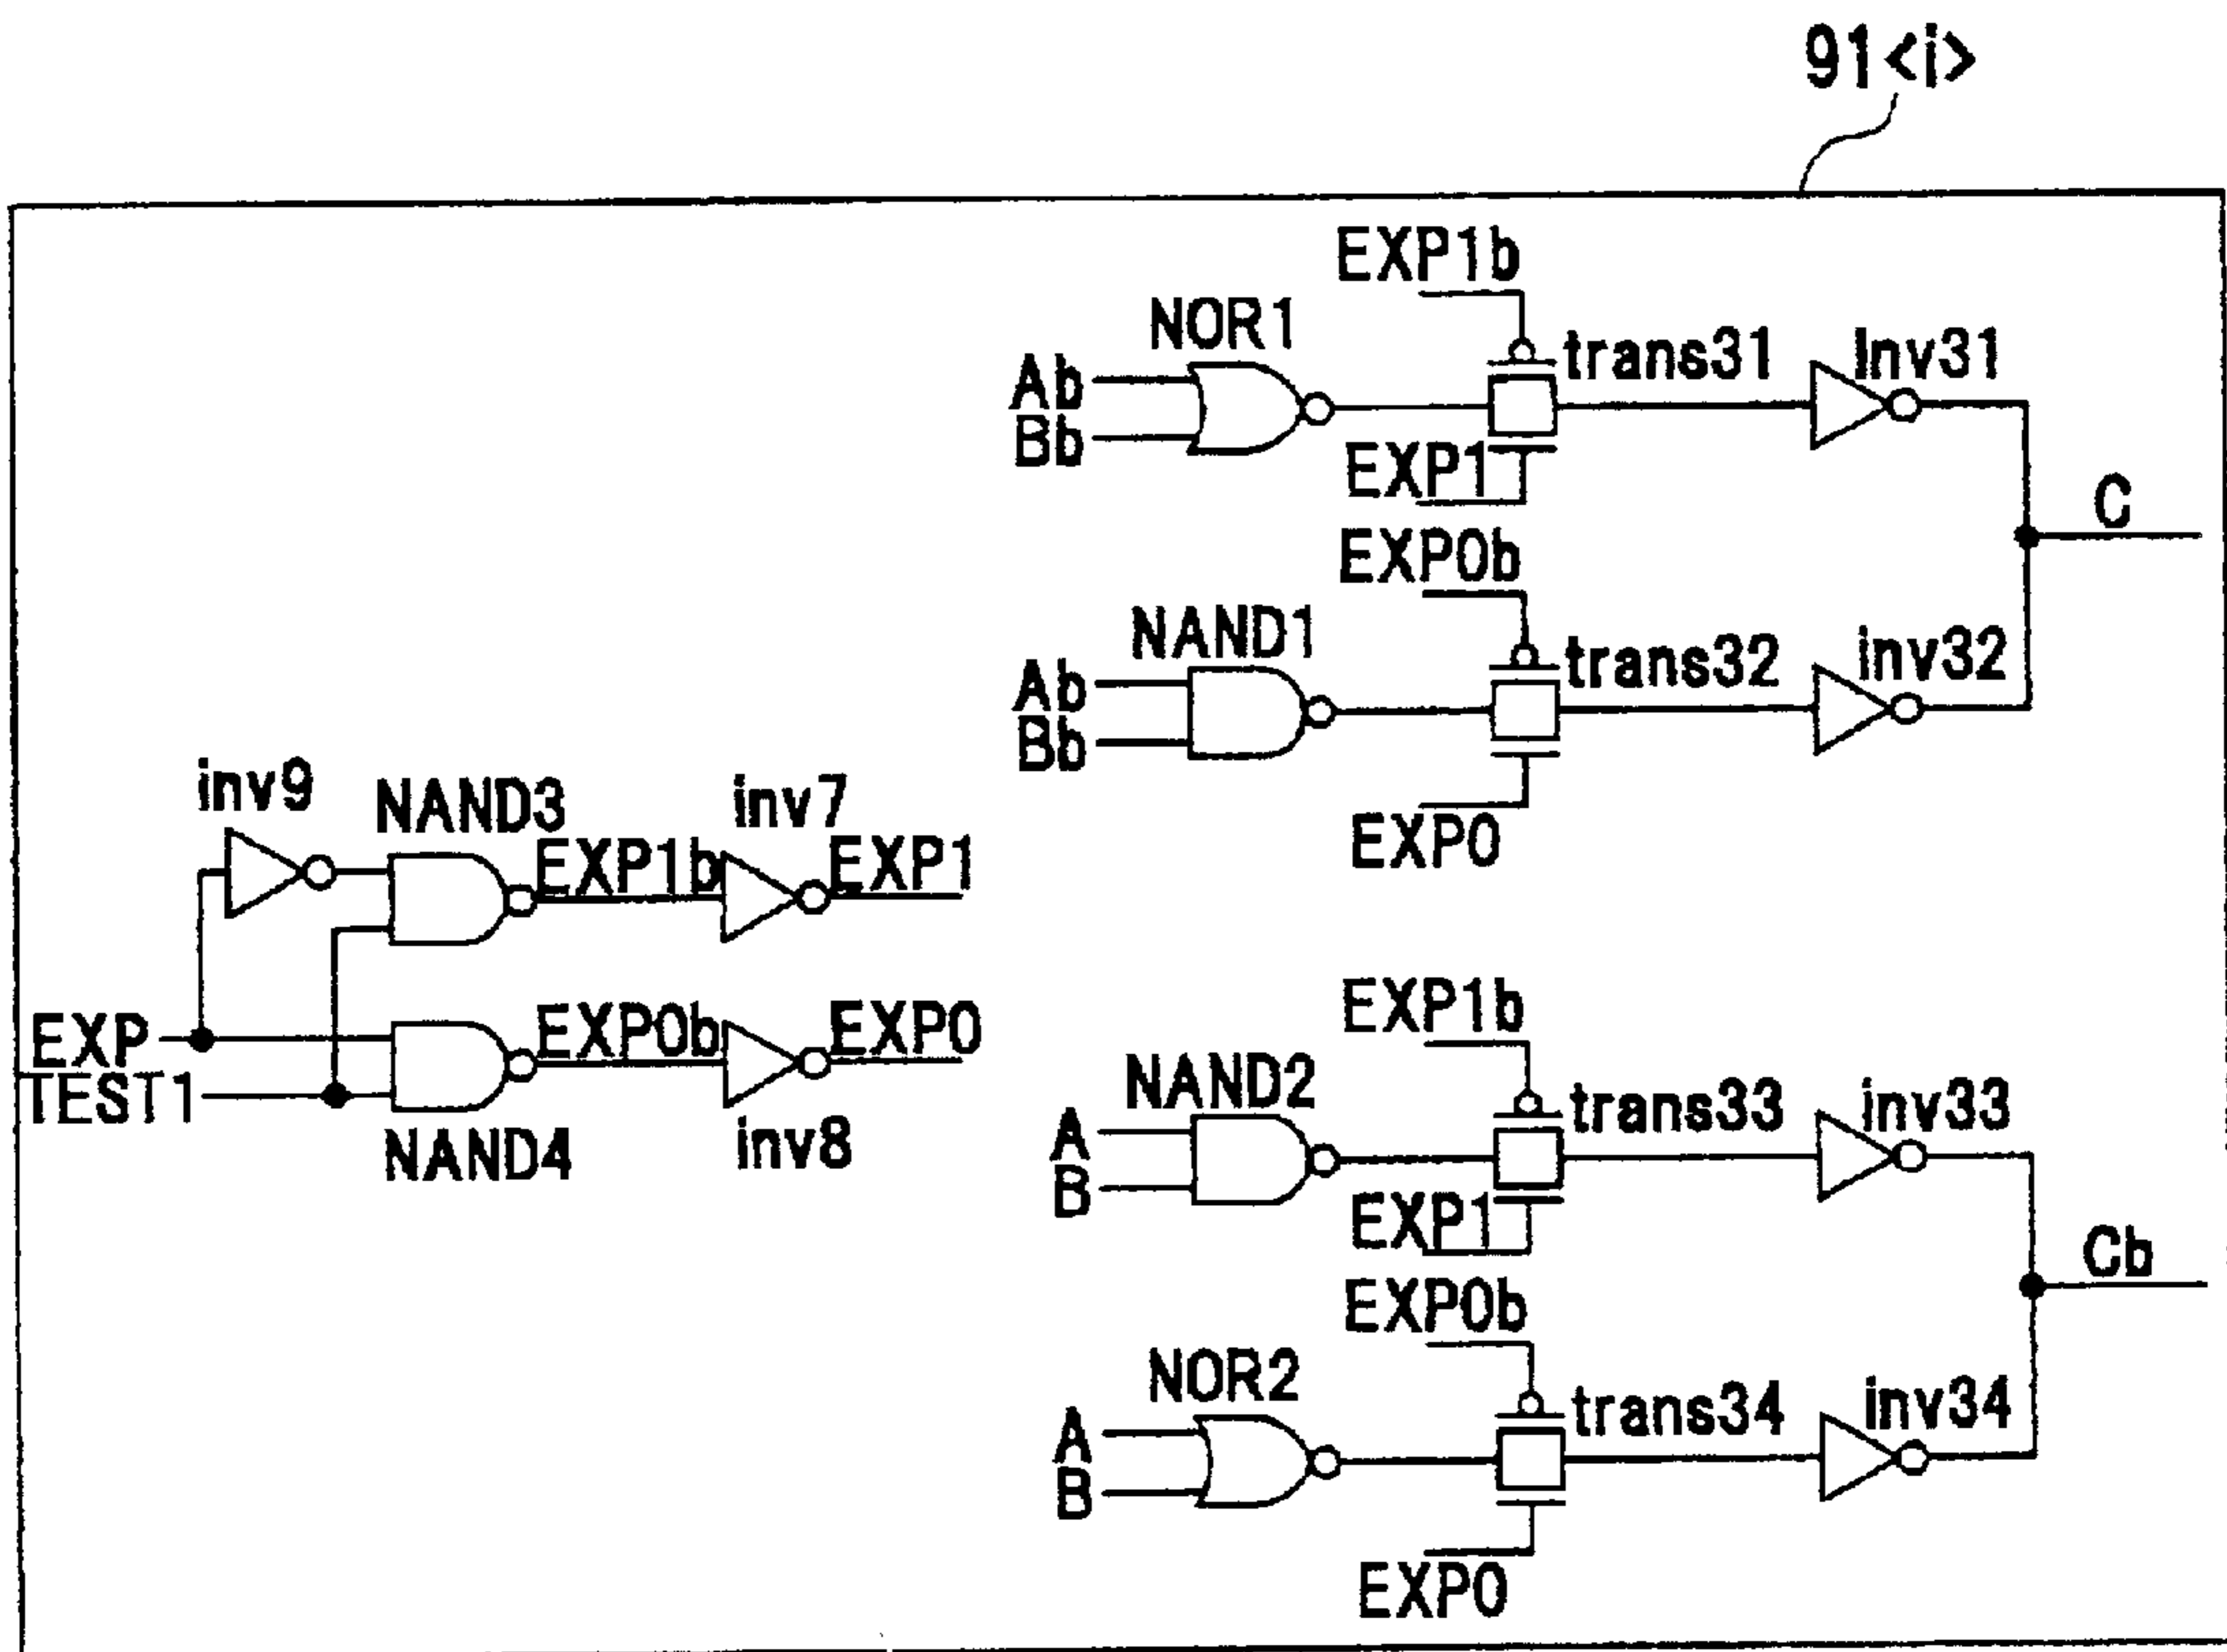 91<i>
EXP1b
NOR1
trans31
Inv31
Ab
Bb
EXP1
C
EXP0b
NAND1
trans32
inv32
Ab
Bb
EXP0
inv9
NAND3
EXP1b
inv7
EXP1
EXP
TEST1
EXP0b
EXP0
NAND4
inv8
EXP1b
NAND2
trans33
inv33
A
B
EXP1
Cb
EXP0b
NOR2
trans34
inv34
A
B
EXP0